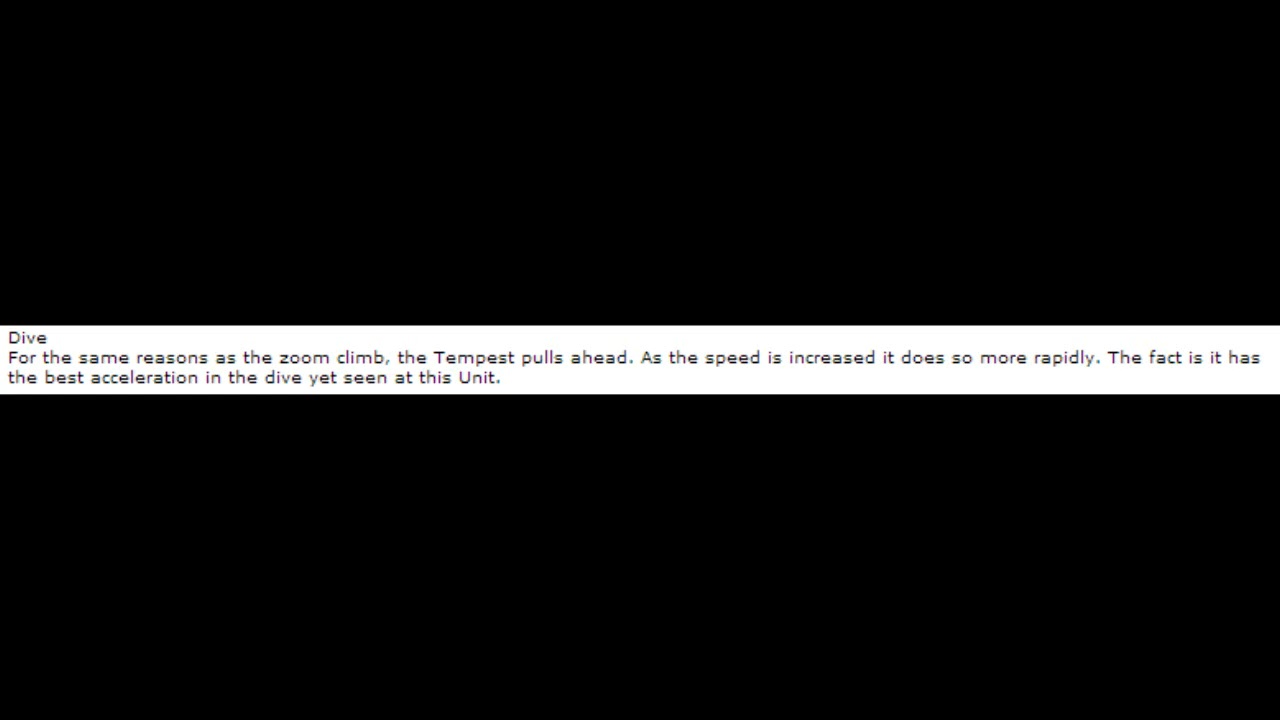 Dive
For the same reasons as the zoom climb, the Tempest pulls ahead. As the speed is increased it does so more rapidly. The fact is it has
the best acceleration in the dive yet seen at this Unit.